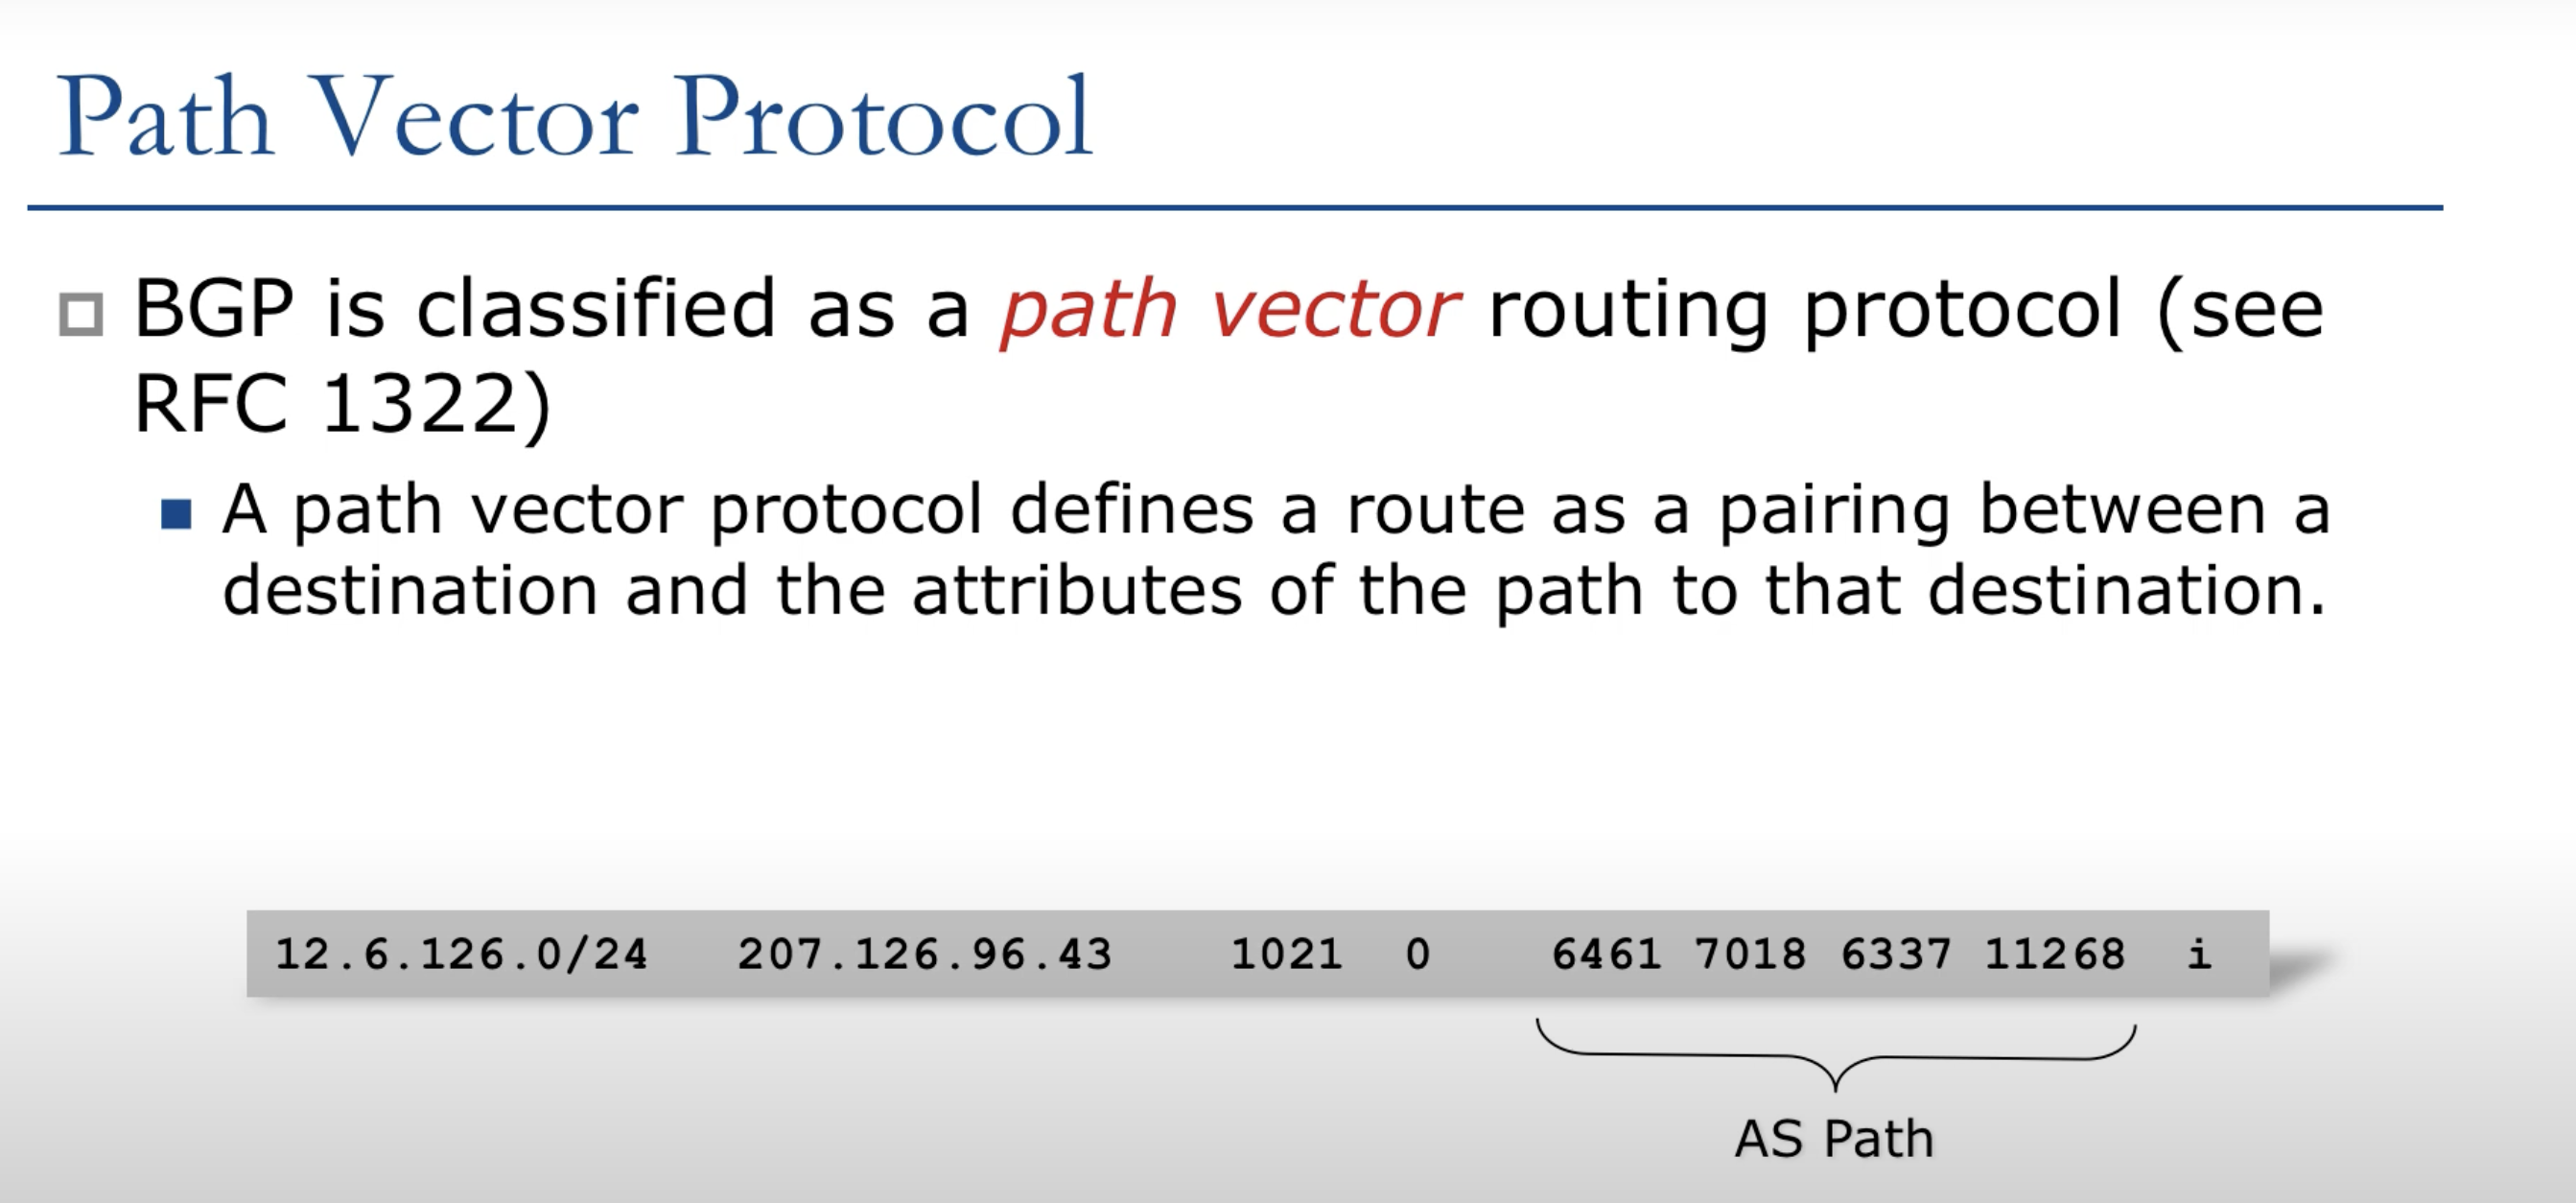 Path Vector Protocol
BGP is classified as a path vector routing protocol (see
RFC 1322)
A path vector protocol defines a route as a pairing between a
destination and the attributes of the path to that destination.
12.6.126.0/24 207.126.96.43 1021 0 6461 7018 6337 11268 i
AS Path